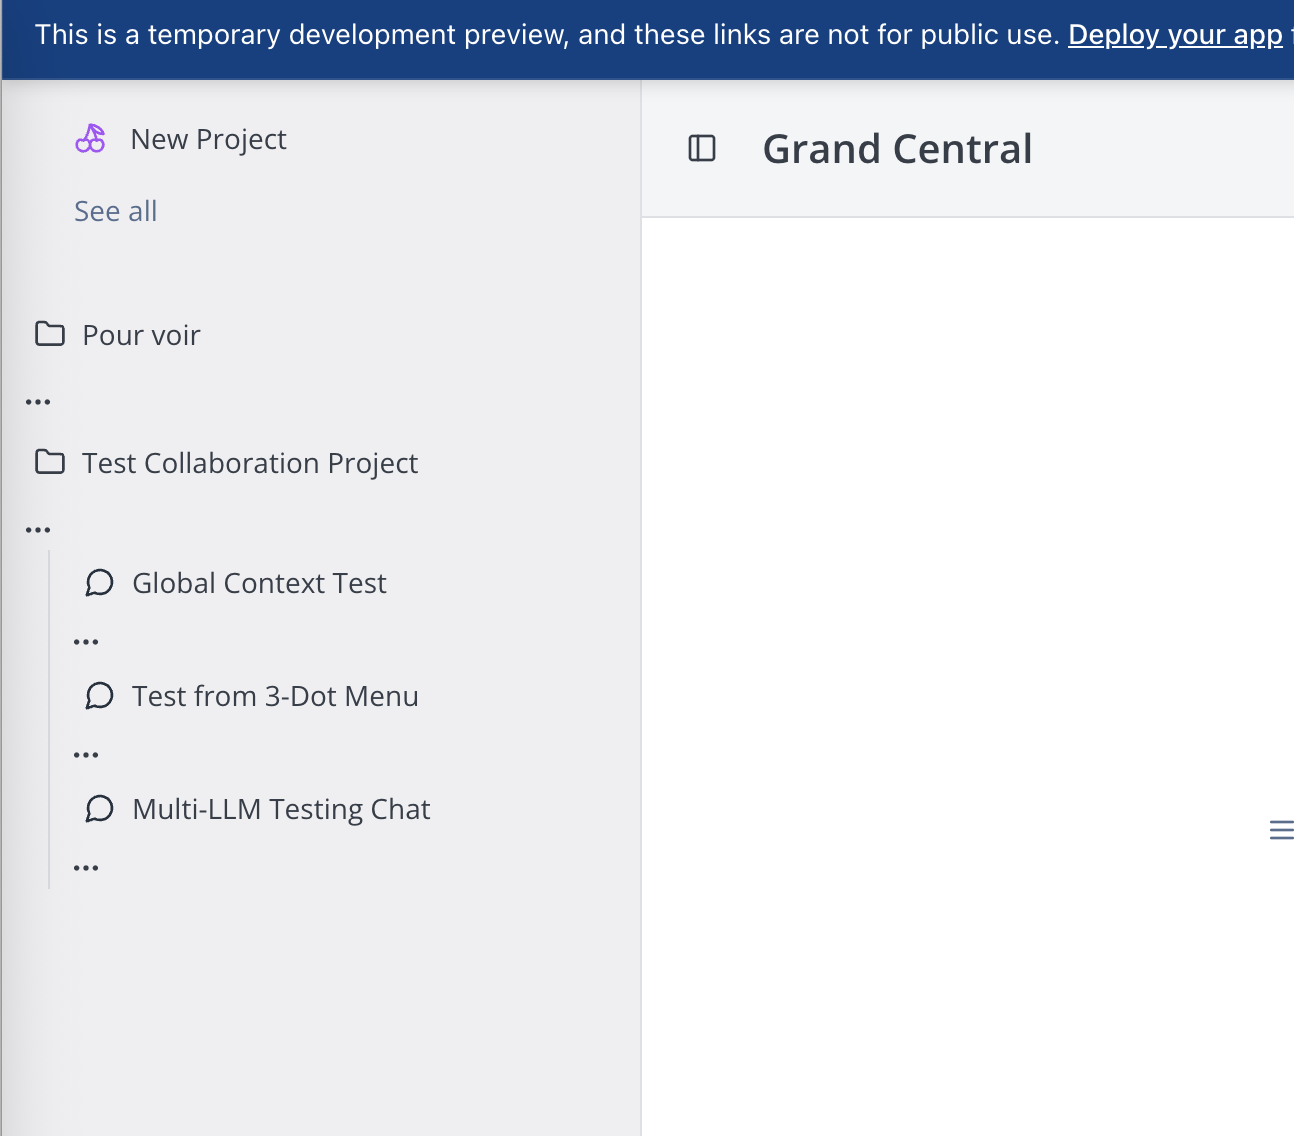 This is a temporary development preview, and these links are not for public use. Deploy your app
New Project
See all
Grand Central
Pour voir
...
Test Collaboration Project
...
Global Context Test
...
Test from 3-Dot Menu
...
Multi-LLM Testing Chat
...